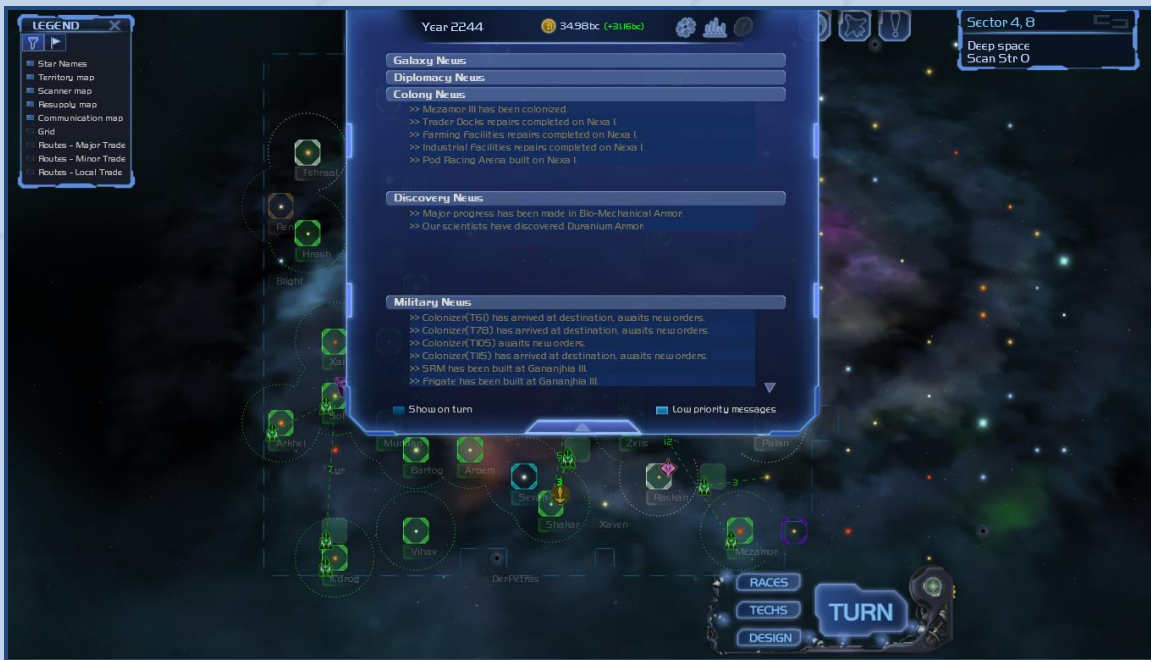 LEGEND
Star Names
Territory map
Scanner map
Resupply map
Communication map
Grid
Routes - Major Trade
Routes - Minor Trade
Routes - Local Trade
Year 2244
34.98bc (+31.16bc)
Sector 4, 8
Deep space
Scan Str 0
Galaxy News
Diplomacy News
Colony News
>> Mezamor III has been colonized.
>> Trader Docks repairs completed on Nexa I.
>> Farming Facilities repairs completed on Nexa I.
>> Industrial Facilities repairs completed on Nexa I.
>> Pod Racing Arena built on Nexa I.
Discovery News
>> Major progress has been made in Bio-Mechanical Armor.
>> Our scientists have discovered Duranium Armor.
Military News
>> Colonizer(T61) has arrived at destination, awaits new orders.
>> Colonizer(T78) has arrived at destination, awaits new orders.
>> Colonizer(T105) awaits new orders.
>> Colonizer(T115) has arrived at destination, awaits new orders.
>> SRM has been built at Gananjhia III.
>> Frigate has been built at Gananjhia III.
Show on turn
Low priority messages
Tshraal
Hrash
Blight
Arkhel
Zelis
12
Palan
Bartog
Arpem
Raskan
7
3
3
Shakar
Xaven
Vihav
Mezamor
DerPetras
RACES
TECHS
DESIGN
TURN